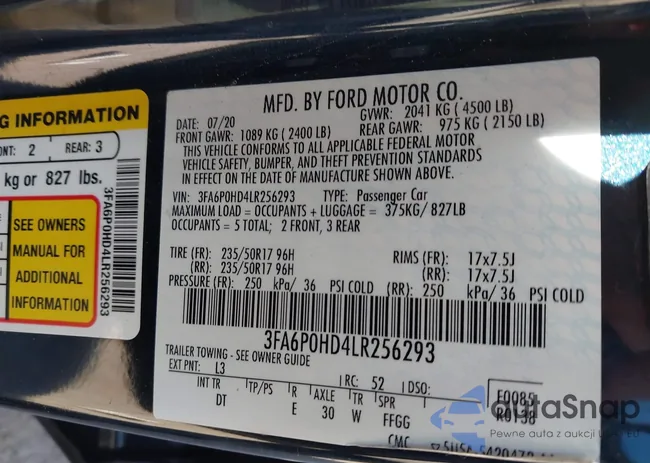 G INFORMATION
ONT: 2 REAR: 3
kg or 827 lbs.
SEE OWNERS
MANUAL FOR
ADDITIONAL
INFORMATION
3FA6P0HD4LR256293
MFD. BY FORD MOTOR CO.
DATE: 07/20 GVWR: 2041 KG ( 4500 LB)
FRONT GAWR: 1089 KG ( 2400 LB) REAR GAWR: 975 KG ( 2150 LB)
THIS VEHICLE CONFORMS TO ALL APPLICABLE FEDERAL MOTOR
VEHICLE SAFETY, BUMPER, AND THEFT PREVENTION STANDARDS
IN EFFECT ON THE DATE OF MANUFACTURE SHOWN ABOVE.
VIN: 3FA6P0HD4LR256293 TYPE: Passenger Car
MAXIMUM LOAD = OCCUPANTS + LUGGAGE = 375KG/ 827LB
OCCUPANTS = 5 TOTAL; 2 FRONT, 3 REAR
TIRE (FR): 235/50R17 96H RIMS (FR): 17x7.5J
(RR): 235/50R17 96H (RR): 17x7.5J
PRESSURE (FR): 250 kPa/ 36 PSI COLD (RR): 250 kPa/ 36 PSI COLD
3FA6P0HD4LR256293
TRAILER TOWING - SEE OWNER GUIDE
EXT PNT: L3 RC: 52 DSO:
INT TR TP/PS R AXLE TR SPR
DT E 30 W FFGG
F0085
R0138
CMC
autoSnap
Pewne auta z aukcji USA